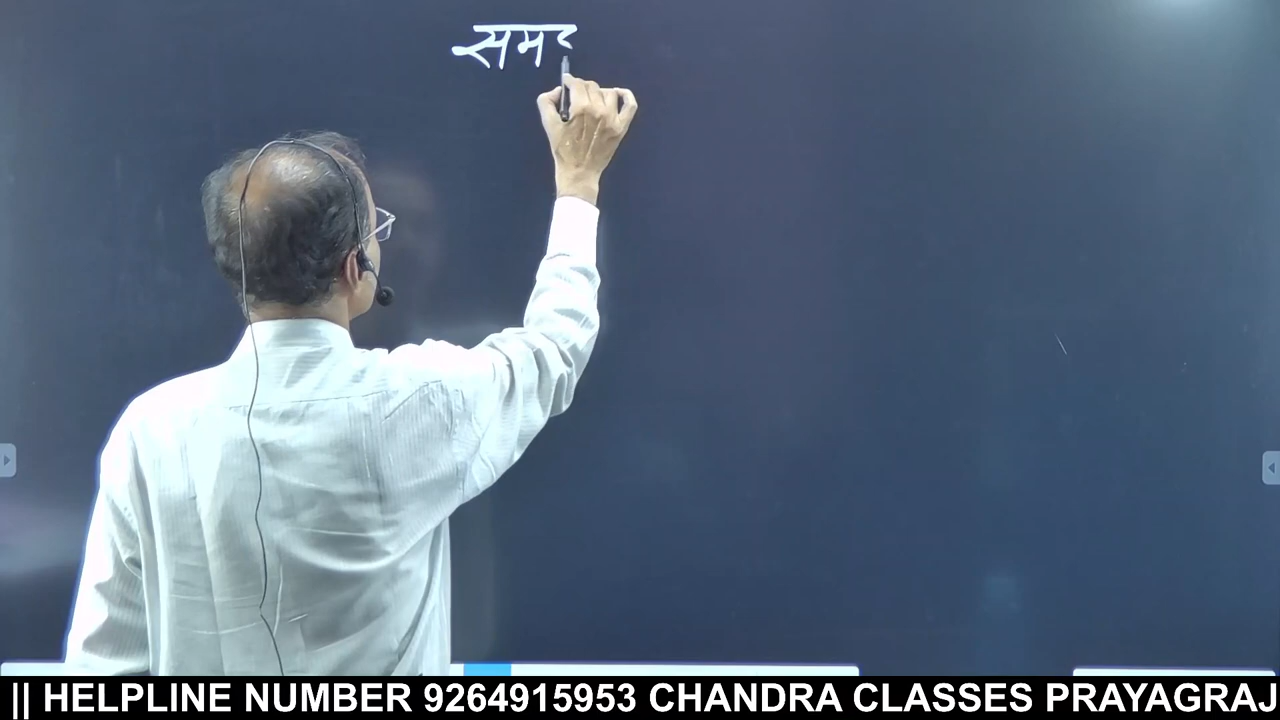 सम
|| HELPLINE NUMBER 9264915953 CHANDRA CLASSES PRAYAGRAJ